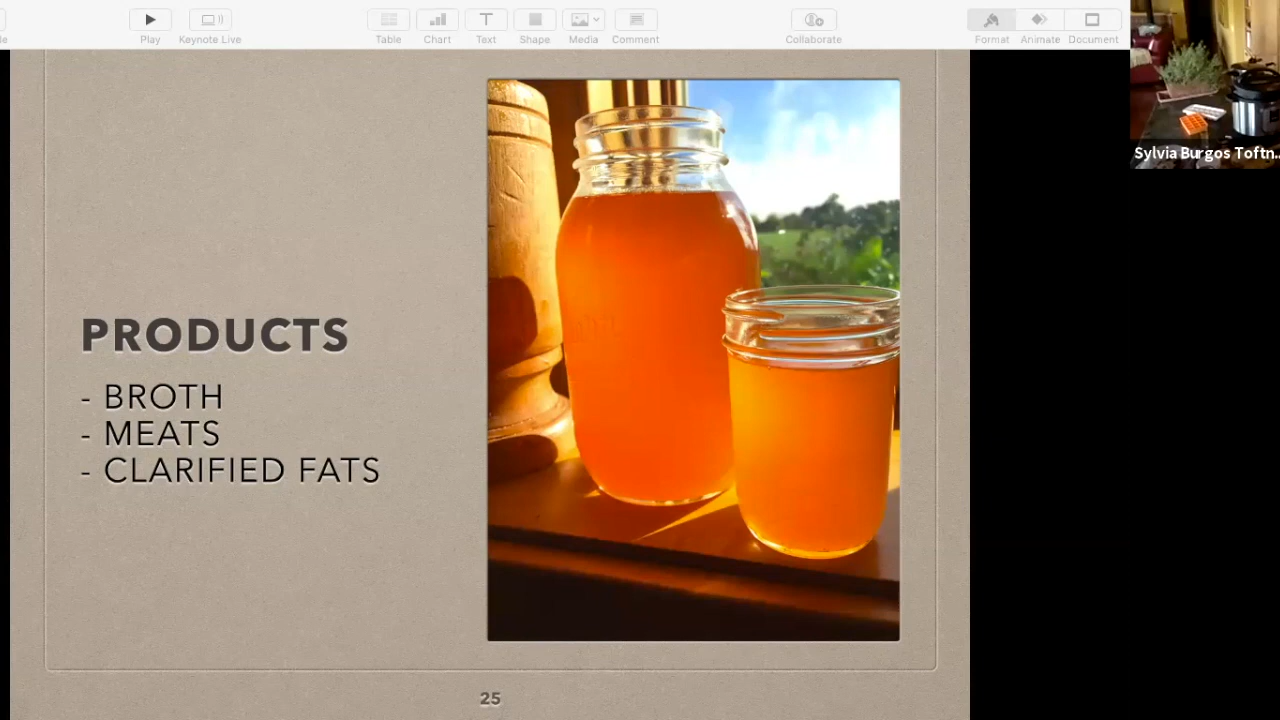 le
Play
Keynote Live
Table
Chart
Text
Shape
Media
Comment
Collaborate
Format
Animate
Document
Sylvia Burgos Toftn...
PRODUCTS
- BROTH
- MEATS
- CLARIFIED FATS
25